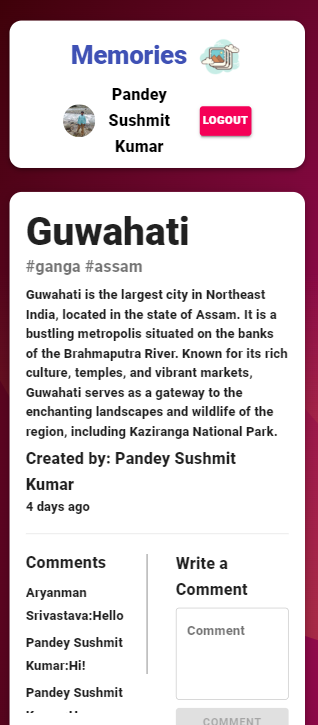 Memories
Pandey
Sushmit
Kumar
LOGOUT
Guwahati
#ganga #assam
Guwahati is the largest city in Northeast
India, located in the state of Assam. It is a
bustling metropolis situated on the banks
of the Brahmaputra River. Known for its rich
culture, temples, and vibrant markets,
Guwahati serves as a gateway to the
enchanting landscapes and wildlife of the
region, including Kaziranga National Park.
Created by: Pandey Sushmit
Kumar
4 days ago
Comments
Aryanman
Srivastava:Hello
Pandey Sushmit
Kumar:Hi!
Pandey Sushmit
Write a
Comment
Comment
COMMENT